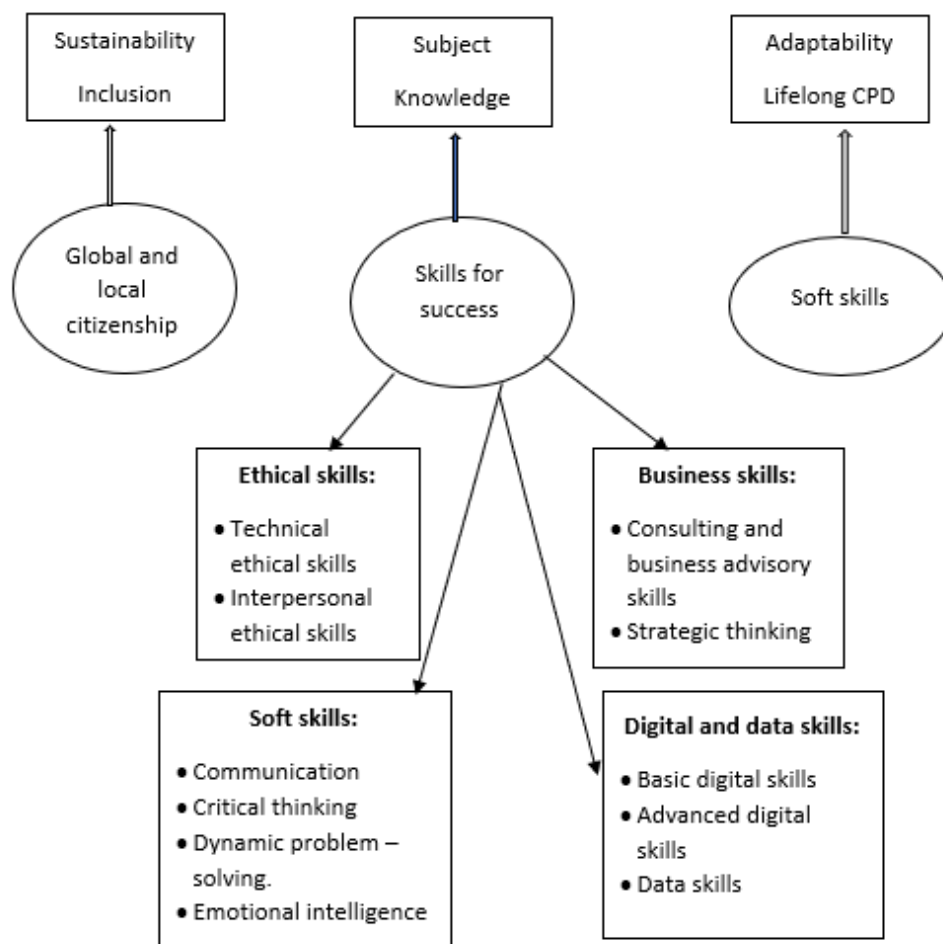 Sustainability
Inclusion
Subject
Knowledge
Adaptability
Lifelong CPD
Global and
local
citizenship
Skills for
success
Soft skills
Ethical skills:
• Technical
ethical skills
• Interpersonal
ethical skills
Business skills:
• Consulting and
business advisory
skills
• Strategic thinking
Soft skills:
• Communication
• Critical thinking
• Dynamic problem –
solving.
• Emotional intelligence
Digital and data skills:
• Basic digital skills
• Advanced digital
skills
• Data skills